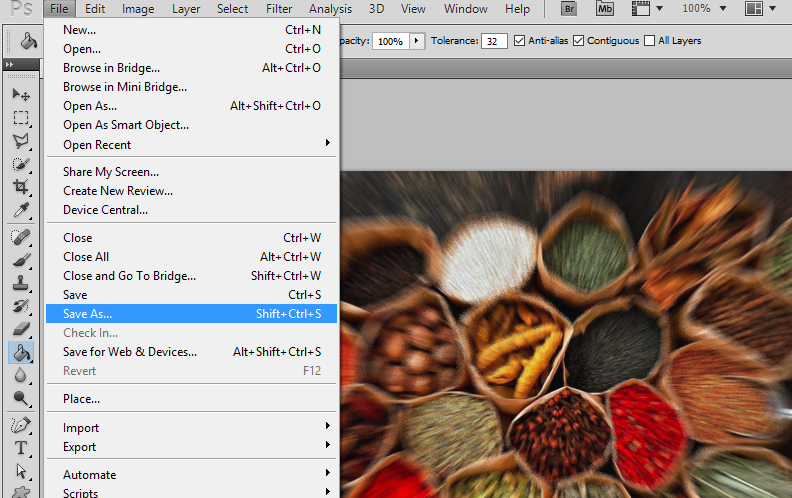 Ps File Edit Image Layer Select Filter Analysis 3D View Window Help Br Mb 100%
pacity: 100% Tolerance: 32 Anti-alias Contiguous All Layers
New... Ctrl+N
Open... Ctrl+O
Browse in Bridge... Alt+Ctrl+O
Browse in Mini Bridge...
Open As... Alt+Shift+Ctrl+O
Open As Smart Object...
Open Recent
Share My Screen...
Create New Review...
Device Central...
Close Ctrl+W
Close All Alt+Ctrl+W
Close and Go To Bridge... Shift+Ctrl+W
Save Ctrl+S
Save As... Shift+Ctrl+S
Check In...
Save for Web & Devices... Alt+Shift+Ctrl+S
Revert F12
Place...
Import
Export
Automate
Scripts